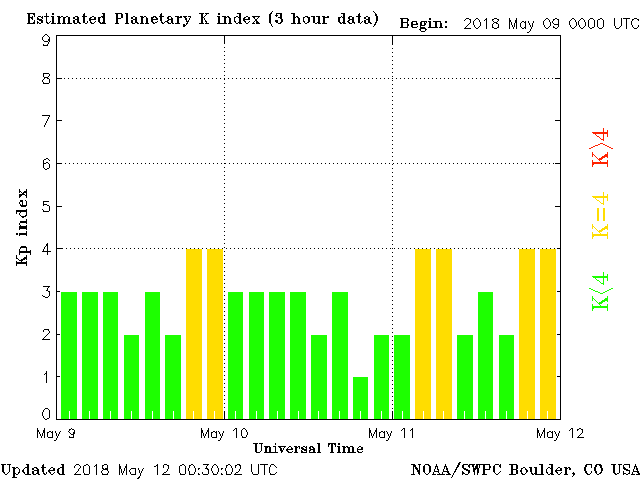 Estimated Planetary K index (3 hour data)
Begin: 2018 May 09 0000 UTC
9
8
7
6
5
4
3
2
1
0
Kp index
K>4
K=4
K<4
May 9
May 10
May 11
May 12
Universal Time
Updated 2018 May 12 00:30:02 UTC
NOAA/SWPC Boulder, CO USA